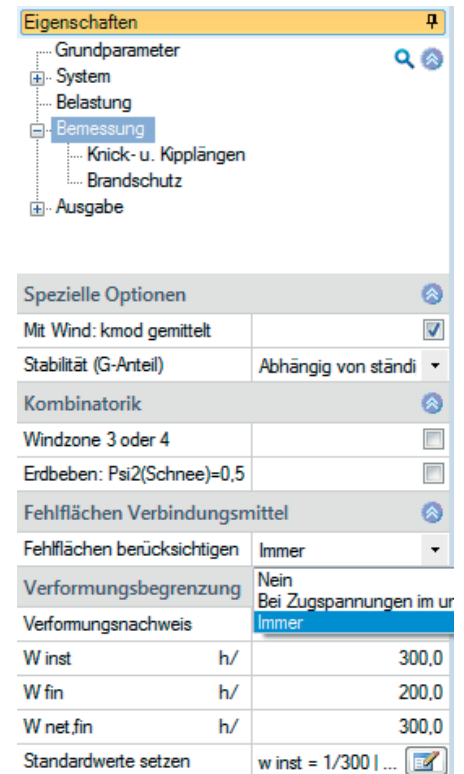 Eigenschaften
Grundparameter
System
Belastung
Bemessung
Knick- u. Kipplängen
Brandschutz
Ausgabe
Spezielle Optionen
Mit Wind: kmod gemittelt
Stabilität (G-Anteil) Abhängig von ständi
Kombinatorik
Windzone 3 oder 4
Erdbeben: Psi2(Schnee)=0,5
Fehlflächen Verbindungsmittel
Fehlflächen berücksichtigen Immer
Verformungsbegrenzung Nein
Bei Zugspannungen im un
Verformungsnachweis Immer
W inst h/ 300,0
W fin h/ 200,0
W net,fin h/ 300,0
Standardwerte setzen w inst = 1/300 | ...